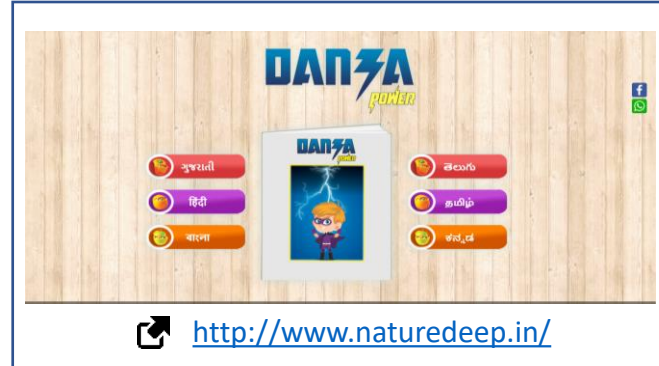 DANZA
POWER
f
ગુજરાતી
हिंदी
বাংলা
DANZA
POWER
తెలుగు
தமிழ்
ಕನ್ನಡ
http://www.naturedeep.in/